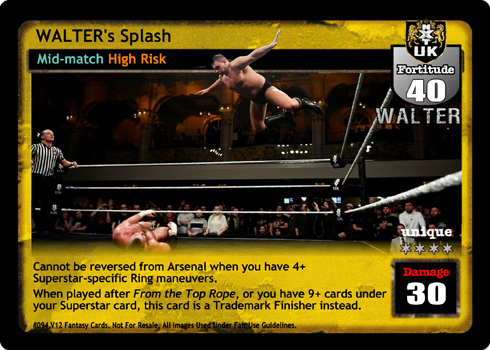 WALTER's Splash
Mid-match High Risk
NXT
UK
Fortitude
40
WALTER
unique
Damage
30
Cannot be reversed from Arsenal when you have 4+
Superstar-specific Ring maneuvers.
When played after From the Top Rope, or you have 9+ cards under
your Superstar card, this card is a Trademark Finisher instead.
#094.V12 Fantasy Cards. Not For Resale. All Images Used Under Fair Use Guidelines.